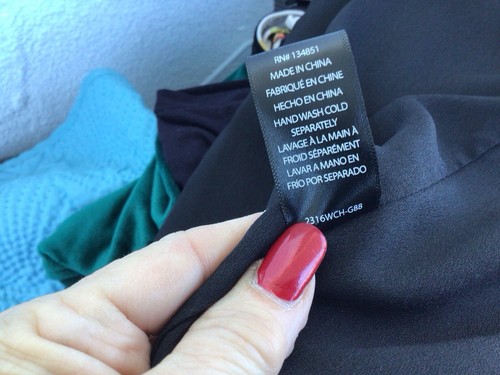 RN# 134851
MADE IN CHINA
FABRIQUÉ EN CHINE
HECHO EN CHINA
HAND WASH COLD
SEPARATELY
LAVAGE À LA MAIN À
FROID SÉPARÉMENT
LAVAR A MANO EN
FRÍO POR SEPARADO
2316WCH-G88